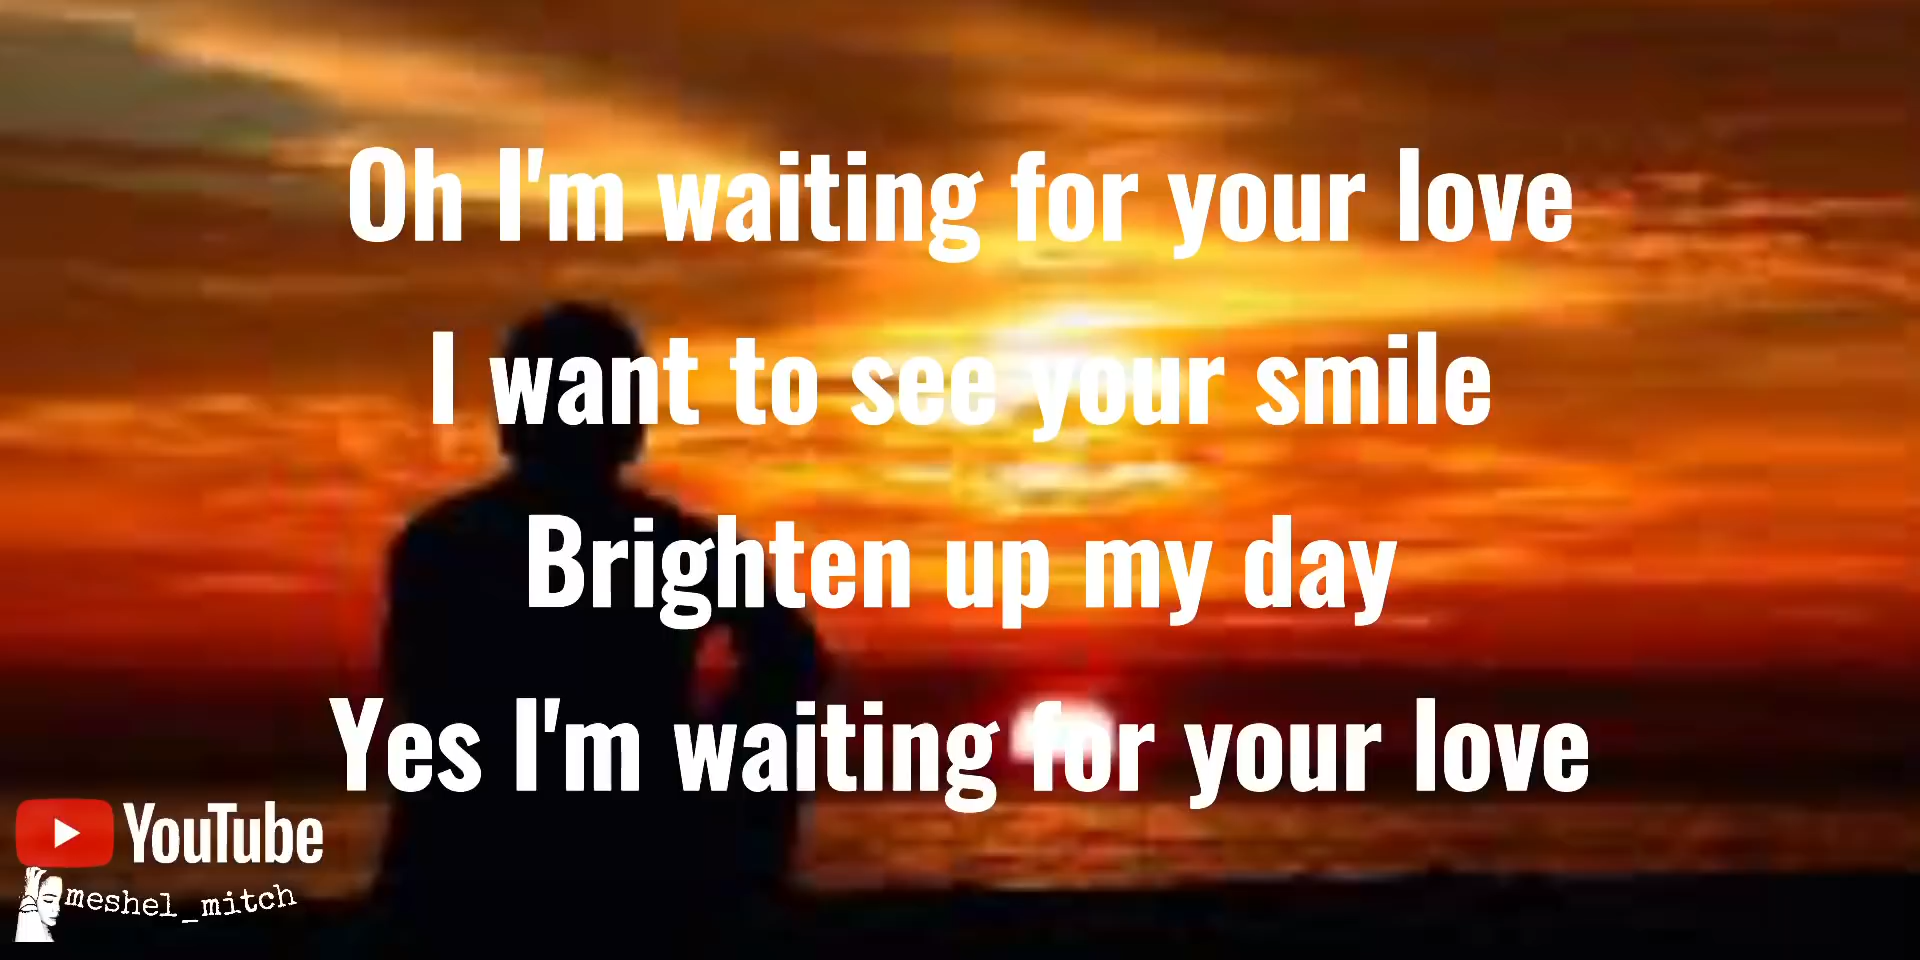 Oh I'm waiting for your love
I want to see your smile
Brighten up my day
Yes I'm waiting for your love
YouTube
meshel_mitch